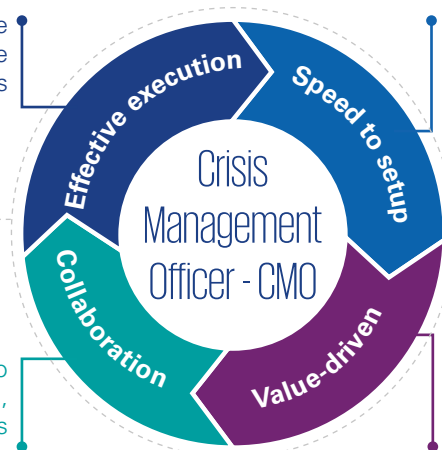 Effective execution
Speed to setup
Crisis
Management
Officer - CMO
Collaboration
Value-driven